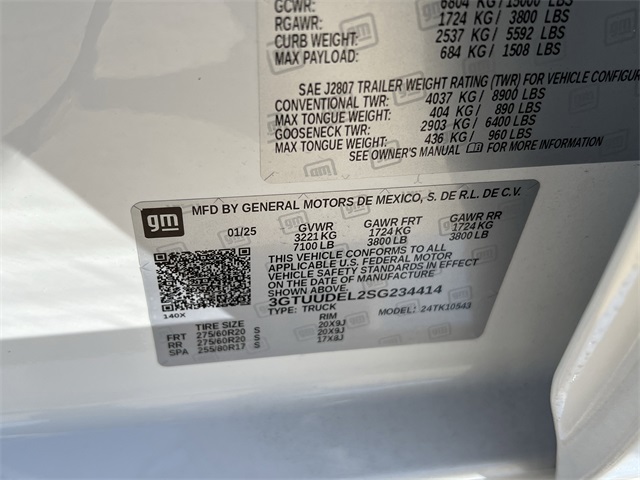 GCWR: 6804 KG/15000 LBS
RGAWR: 1724 KG / 3800 LBS
CURB WEIGHT: 2537 KG / 5592 LBS
MAX PAYLOAD: 684 KG / 1508 LBS
SAE J2807 TRAILER WEIGHT RATING (TWR) FOR VEHICLE CONFIGUR
CONVENTIONAL TWR: 4037 KG/ 8900 LBS
MAX TONGUE WEIGHT: 404 KG / 890 LBS
GOOSENECK TWR: 2903 KG/ 6400 LBS
MAX TONGUE WEIGHT: 436 KG / 960 LBS
SEE OWNER'S MANUAL gm FOR MORE INFORMATION
gm MFD BY GENERAL MOTORS DE MEXICO, S. DE R.L. DE C.V.
01/25 GVWR GAWR FRT GAWR RR
3221 KG 1724 KG 1724 KG
7100 LB 3800 LB 3800 LB
THIS VEHICLE CONFORMS TO ALL
APPLICABLE U.S. FEDERAL MOTOR
VEHICLE SAFETY STANDARDS IN
EFFECT ON THE DATE OF
MANUFACTURE SHOWN ABOVE.
3GTUUDEL2SG234414
140X TYPE: TRUCK MODEL: 24TK10543
TIRE SIZE RIM
FRT 275/60R20 S 20X9J
RR 275/60R20 S 20X9J
SPA 255/80R17 S 17X8J